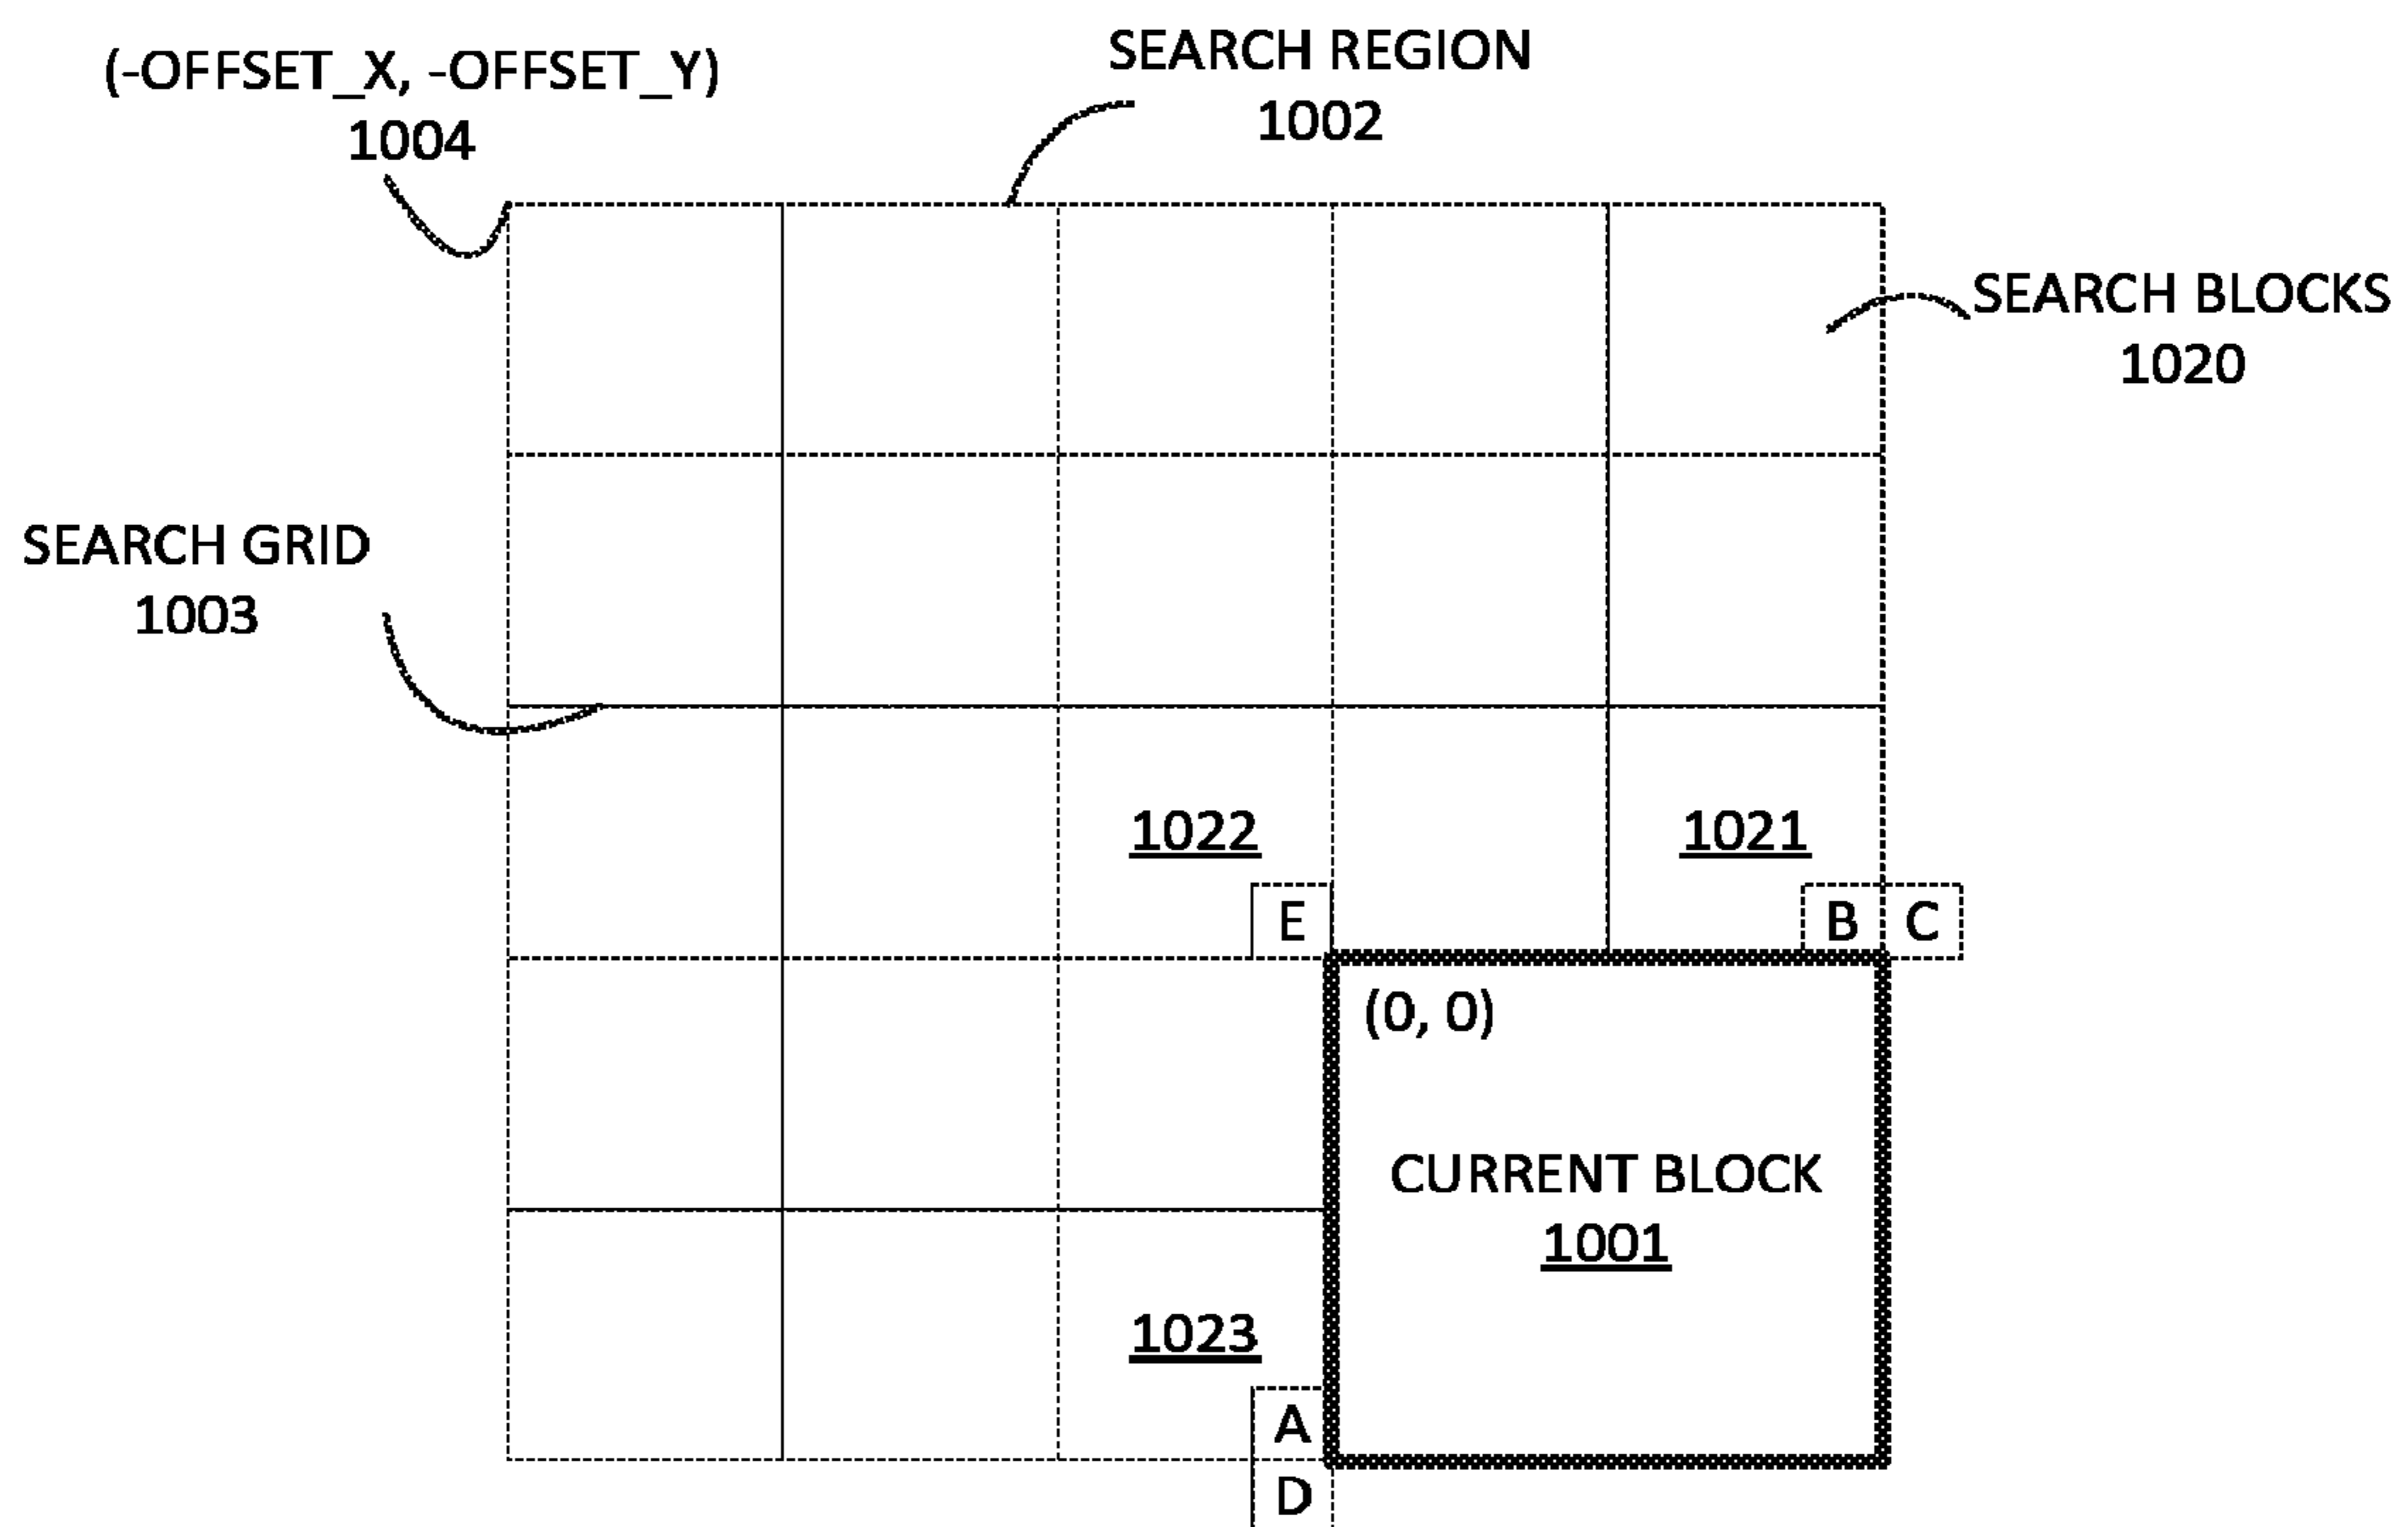 (-OFFSET_X, -OFFSET_Y)
1004
SEARCH REGION
1002
SEARCH BLOCKS
1020
SEARCH GRID
1003
1022
1021
E
B
C
(0, 0)
CURRENT BLOCK
1001
1023
A
D